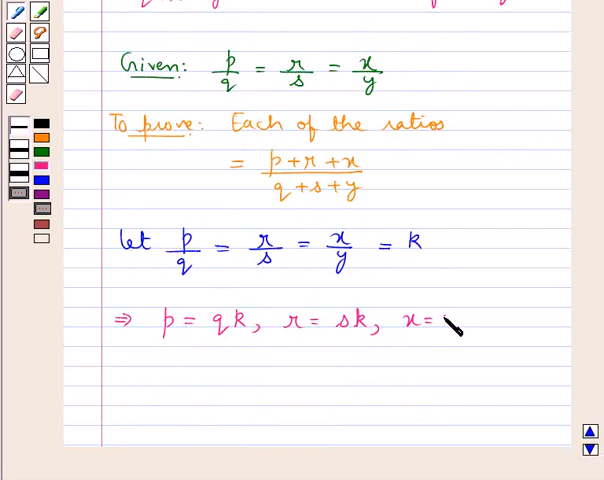 Given: p/q = r/s = x/y
To prove: Each of the ratios
= p+r+x / q+s+y
let p/q = r/s = x/y = k
⇒ p = qk, r = sk, x =